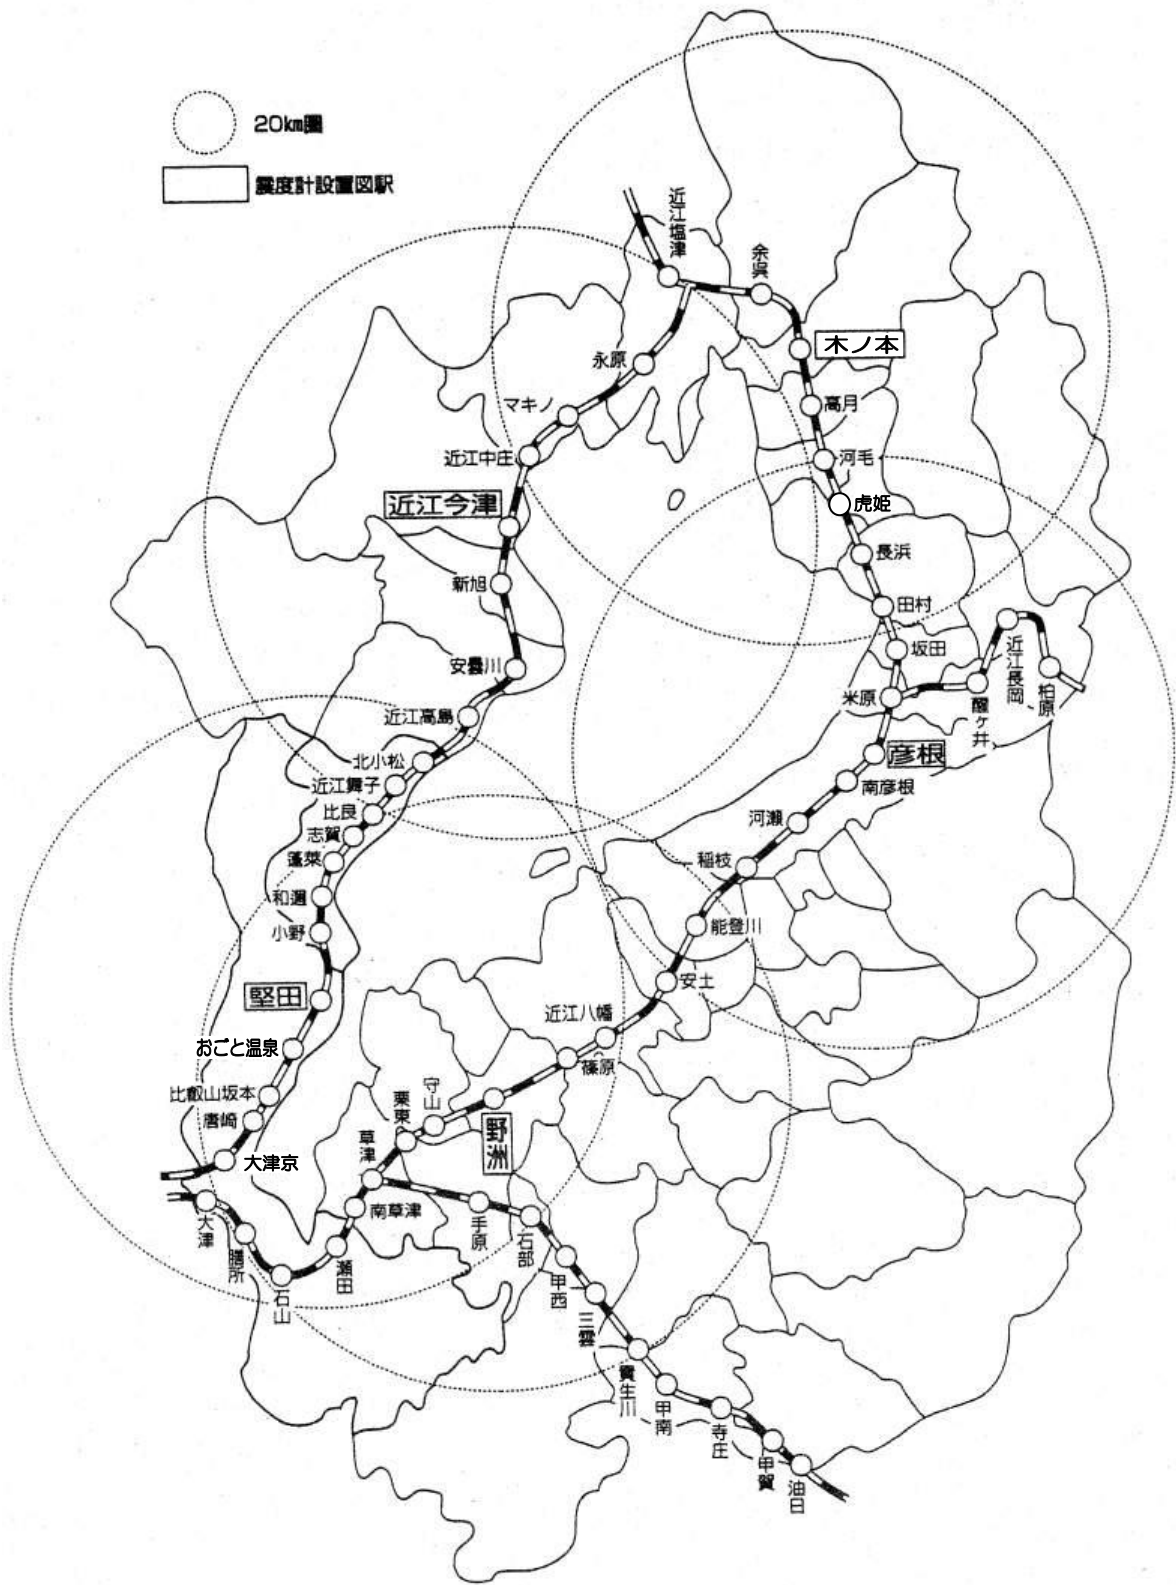 20km圏
震度計設置図駅
近江塩津
余呉
木ノ本
永原
高月
マキノ
河毛
近江中庄
虎姫
近江今津
長浜
新旭
田村
坂田
近江長岡
柏原
安曇川
米原
醒ヶ井
近江高島
彦根
北小松
南彦根
近江舞子
比良
河瀬
志賀
蓬莱
稲枝
和邇
小野
能登川
安土
堅田
近江八幡
おごと温泉
篠原
比叡山坂本
守山
栗東
唐崎
野洲
草津
大津京
南草津
手原
石部
大津
膳所
瀬田
甲西
石山
三雲
貴生川
甲南
寺庄
甲賀
油日